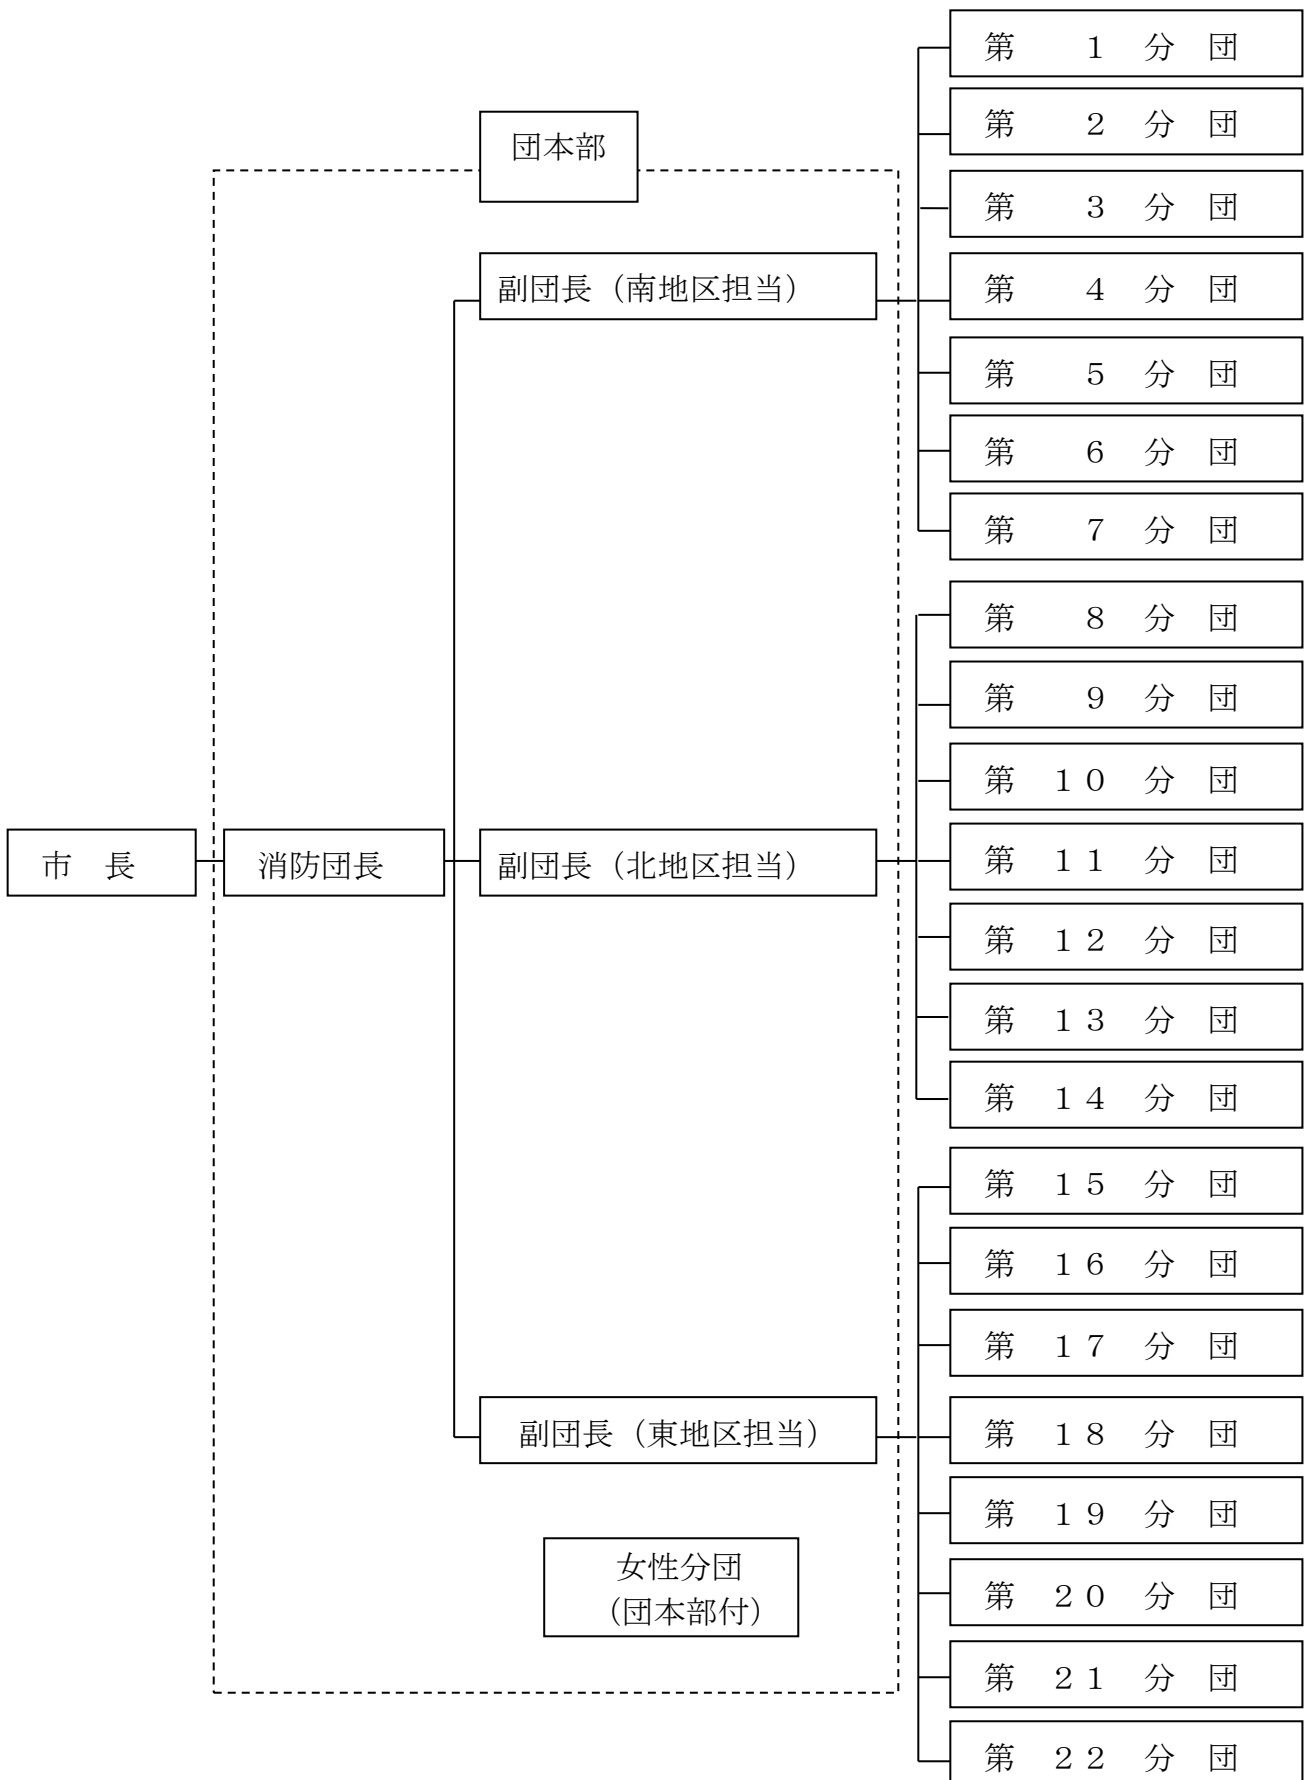 団本部
市　長
消防団長
副団長（南地区担当）
第　　１　分　団
第　　２　分　団
第　　３　分　団
第　　４　分　団
第　　５　分　団
第　　６　分　団
第　　７　分　団
副団長（北地区担当）
第　　８　分　団
第　　９　分　団
第　１０　分　団
第　１１　分　団
第　１２　分　団
第　１３　分　団
第　１４　分　団
副団長（東地区担当）
第　１５　分　団
第　１６　分　団
第　１７　分　団
第　１８　分　団
第　１９　分　団
第　２０　分　団
第　２１　分　団
第　２２　分　団
女性分団
（団本部付）